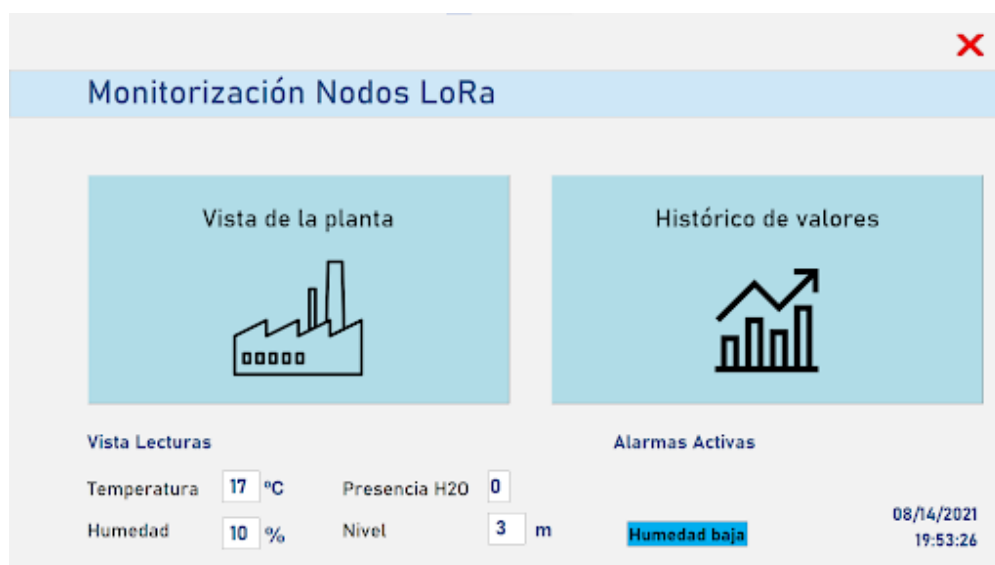 Monitorización Nodos LoRa
Vista de la planta
Histórico de valores
Vista Lecturas
Alarmas Activas
Temperatura 17 ºC Presencia H2O 0
Humedad 10 % Nivel 3 m
Humedad baja
08/14/2021
19:53:26